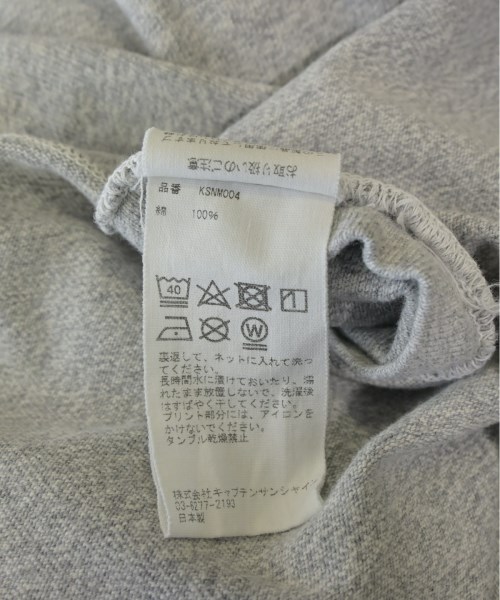 お取り扱いのご注意
品番 KSNM004
綿 100%
40
W
裏返して、ネットに入れて洗っ
てください。
長時間水に漬けておいたり、濡
れたまま放置しないで、洗濯後
はすばやく干してください。
プリント部分には、アイロンを
かけないでください。
タンブル乾燥禁止
株式会社キャプテンサンシャイン
03-6277-2193
日本製